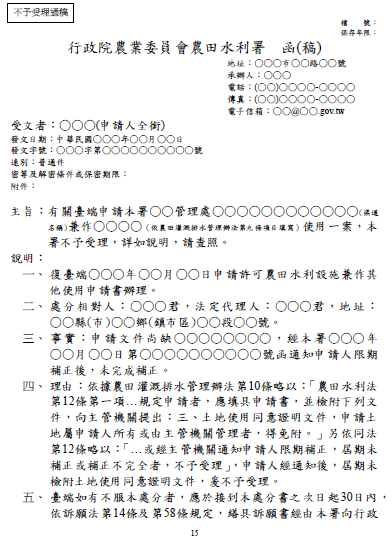 不予受理通稿
檔　　號：
保存年限：
行政院農業委員會農田水利署　函(稿)
地址：○○○市○○路○○號
承辦人：○○○
電話：(○○)○○○○-○○○○
傳真：(○○)○○○○-○○○○
電子信箱：○○@○○.gov.tw
受文者：○○○(申請人全銜)
發文日期：中華民國○○○年○○月○○日
發文字號：○○○字第○○○○○○○○○○號
速別：普通件
密等及解密條件或保密期限：
附件：
主旨：有關臺端申請本署○○管理處○○○○○○○○○○○○(渠道
名稱)兼作○○○○(依農田灌溉排水管理辦法第九條項目填寫)使用一案，本
署不予受理，詳如說明，請查照。
說明：
一、復臺端○○○年○○月○○日申請許可農田水利設施兼作其
他使用申請書辦理。
二、處分相對人：○○○君，法定代理人：○○○君，地址：
○○縣(市)○○鄉(鎮市區)○○段○○號。
三、事實：申請文件尚缺○○○○○○○○，經本署○○○年
○○月○○日第○○○○○○○○○○號函通知申請人限期
補正後，未完成補正。
四、理由：依據農田灌溉排水管理辦法第10條略以：「農田水利法
第12條第一項…規定申請者，應填具申請書，並檢附下列文
件，向主管機關提出：三、土地使用同意證明文件，申請土
地屬申請人所有或由主管機關管理者，得免附。」另依同法
第12條略以：「…或經主管機關通知申請人限期補正，屆期未
補正或補正不完全者，不予受理」，申請人經通知後，屆期未
檢附土地使用同意證明文件，爰不予受理。
五、臺端如有不服本處分者，應於接到本處分書之次日起30日內，
依訴願法第14條及第58條規定，繕具訴願書經由本署向行政
15